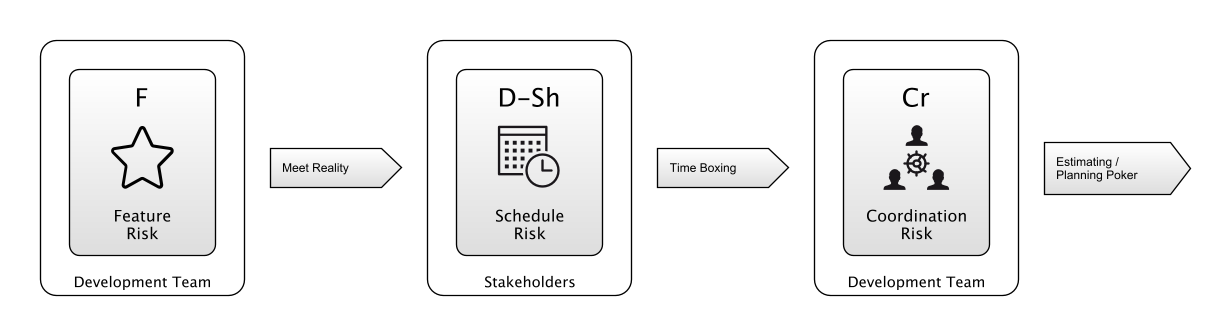 F
Feature
Risk
Development Team
Meet Reality
D-Sh
Schedule
Risk
Stakeholders
Time Boxing
Cr
Coordination
Risk
Development Team
Estimating /
Planning Poker